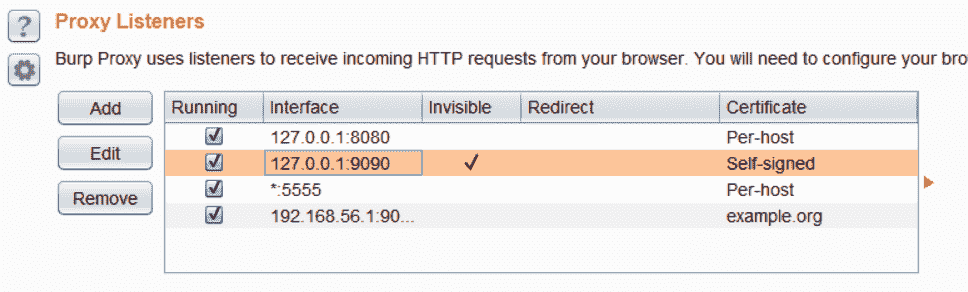 ?
Proxy Listeners
Burp Proxy uses listeners to receive incoming HTTP requests from your browser. You will need to configure your bro
Add
Edit
Remove
Running Interface Invisible Redirect Certificate
127.0.0.1:8080 Per-host
127.0.0.1:9090 Self-signed
*:5555 Per-host
192.168.56.1:90... example.org